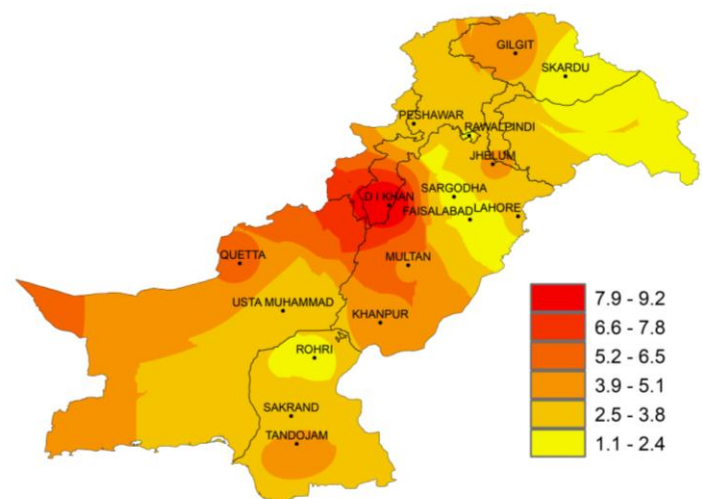 GILGIT
SKARDU
PESHAWAR
RAWALPINDI
JHELUM
SARGODHA
D I KHAN
FAISALABAD
LAHORE
QUETTA
MULTAN
USTA MUHAMMAD
KHANPUR
ROHRI
SAKRAND
TANDOJAM
7.9 - 9.2
6.6 - 7.8
5.2 - 6.5
3.9 - 5.1
2.5 - 3.8
1.1 - 2.4